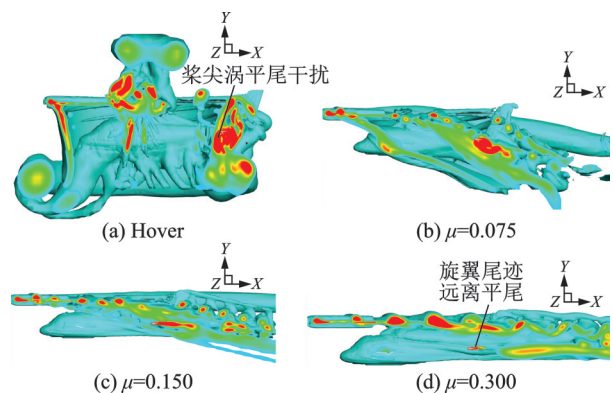 Y
Z
X
桨尖涡平尾干扰
Y
Z
X
(a) Hover
(b) μ=0.075
Y
Z
X
旋翼尾迹
远离平尾
Y
Z
X
(c) μ=0.150
(d) μ=0.300